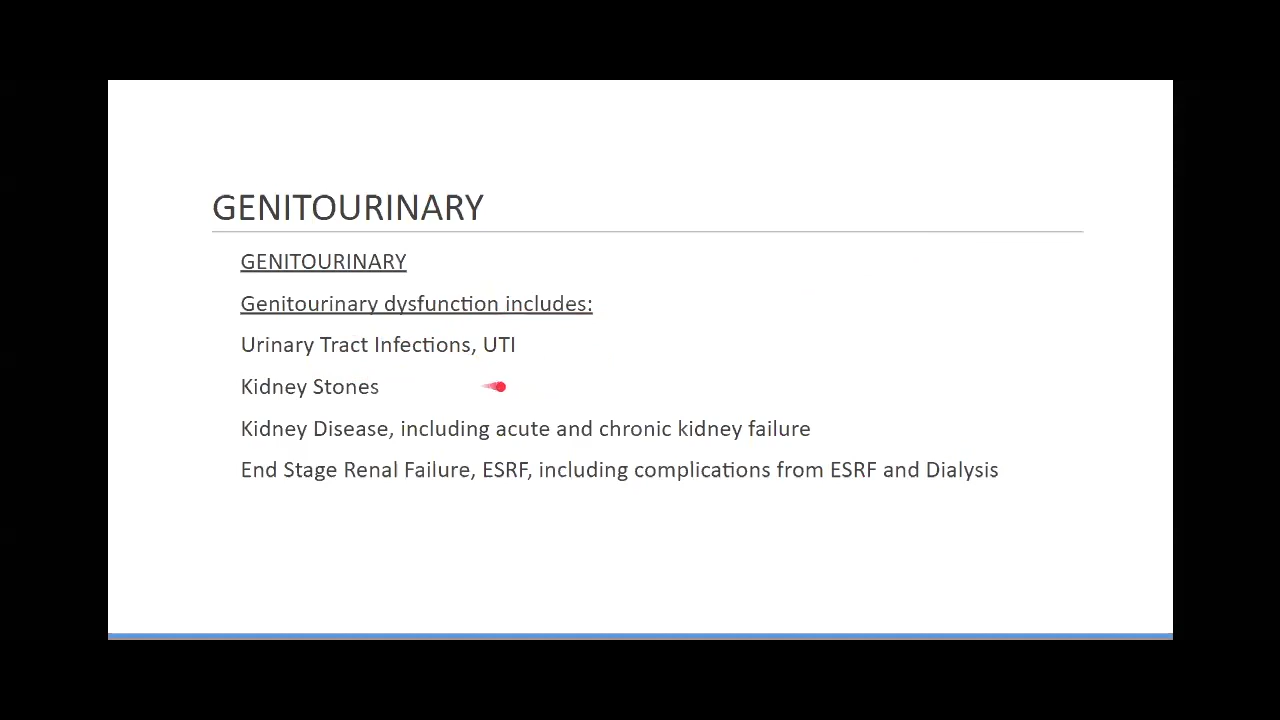 GENITOURINARY
GENITOURINARY
Genitourinary dysfunction includes:
Urinary Tract Infections, UTI
Kidney Stones
Kidney Disease, including acute and chronic kidney failure
End Stage Renal Failure, ESRF, including complications from ESRF and Dialysis